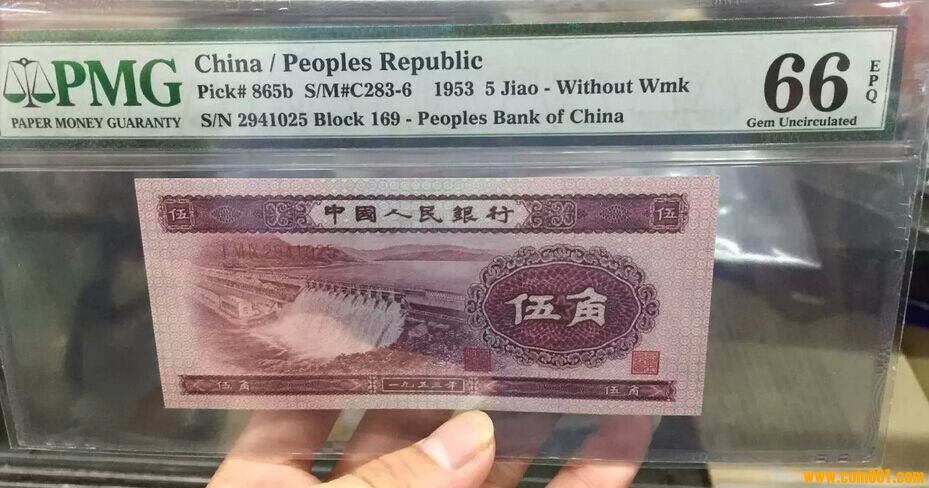 PMG
PAPER MONEY GUARANTY
China / Peoples Republic
Pick# 865b S/M#C283-6 1953 5 Jiao - Without Wmk
S/N 2941025 Block 169 - Peoples Bank of China
66 EPQ
Gem Uncirculated
伍 中國人民銀行 伍
伍角
伍角 一九五三年 伍角
www.com001.com